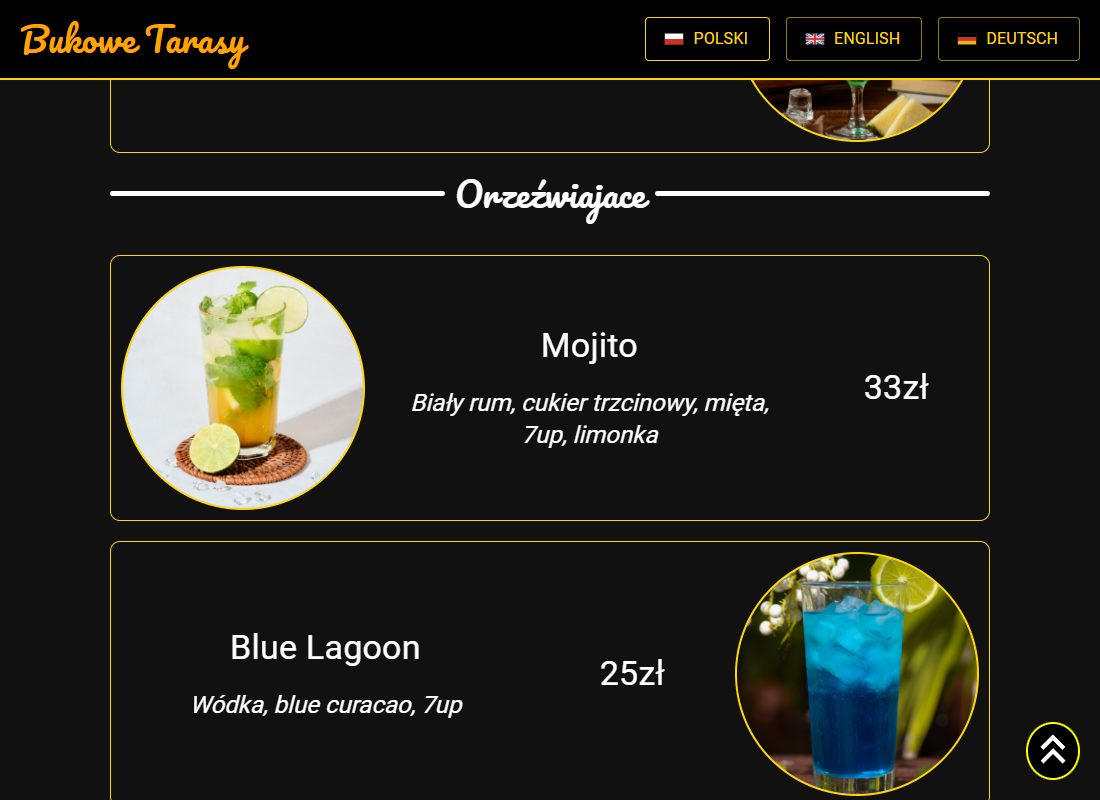 Bukowe Tarasy
POLSKI
ENGLISH
DEUTSCH
Orzeźwiajace
Mojito
Biały rum, cukier trzcinowy, mięta,
7up, limonka
33zł
Blue Lagoon
Wódka, blue curacao, 7up
25zł